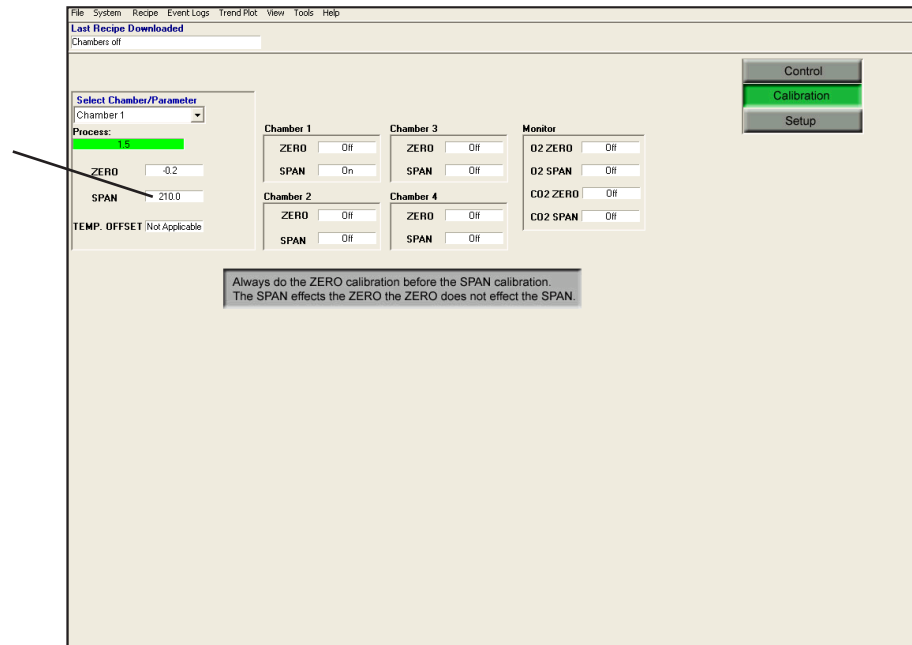 File System Recipe Event Logs Trend Plot View Tools Help
Last Recipe Downloaded
Chambers off
Control
Calibration
Setup
Select Chamber/Parameter
Chamber 1
Process:
1.5
ZERO -0.2
SPAN 210.0
TEMP. OFFSET Not Applicable
Chamber 1
ZERO Off
SPAN On
Chamber 2
ZERO Off
SPAN Off
Chamber 3
ZERO Off
SPAN Off
Chamber 4
ZERO Off
SPAN Off
Monitor
O2 ZERO Off
O2 SPAN Off
CO2 ZERO Off
CO2 SPAN Off
Always do the ZERO calibration before the SPAN calibration.
The SPAN effects the ZERO the ZERO does not effect the SPAN.